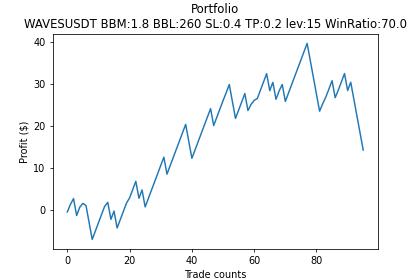 Portfolio
WAVESUSDT BBM:1.8 BBL:260 SL:0.4 TP:0.2 lev:15 WinRatio:70.0
40
30
20
10
0
Profit ($)
0 20 40 60 80
Trade counts